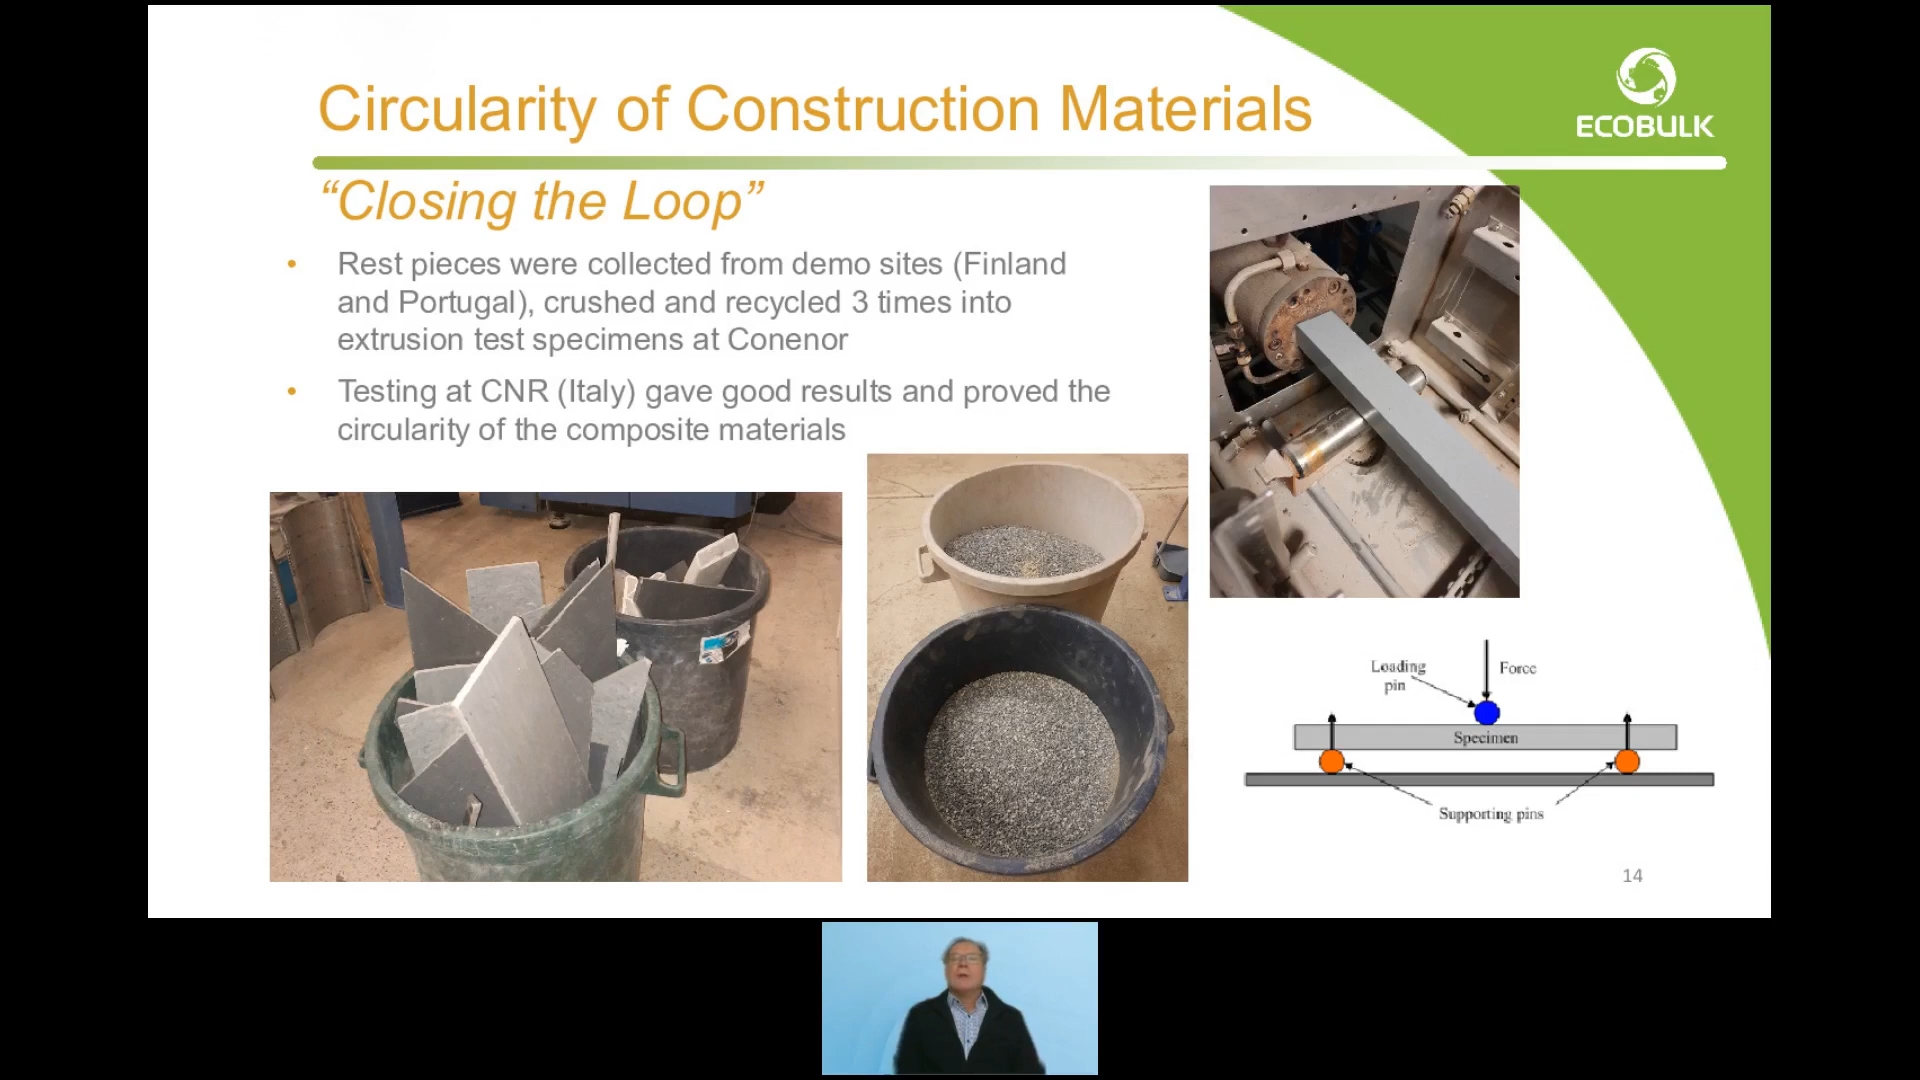 Circularity of Construction Materials
ECOBULK
“Closing the Loop”
• Rest pieces were collected from demo sites (Finland
and Portugal), crushed and recycled 3 times into
extrusion test specimens at Conenor
• Testing at CNR (Italy) gave good results and proved the
circularity of the composite materials
Loading
pin
Force
Specimen
Supporting pins
14